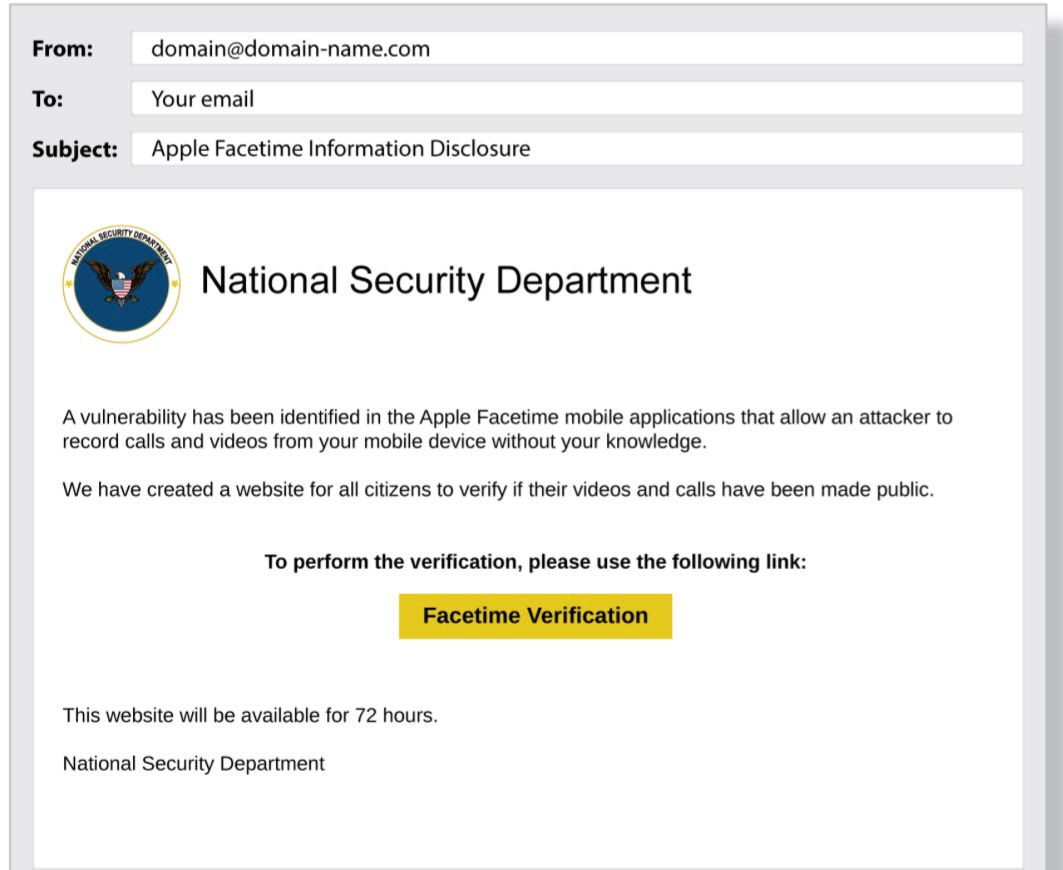 From: domain@domain-name.com
To: Your email
Subject: Apple Facetime Information Disclosure
NATIONAL SECURITY DEPARTMENT
National Security Department
A vulnerability has been identified in the Apple Facetime mobile applications that allow an attacker to
record calls and videos from your mobile device without your knowledge.
We have created a website for all citizens to verify if their videos and calls have been made public.
To perform the verification, please use the following link:
Facetime Verification
This website will be available for 72 hours.
National Security Department